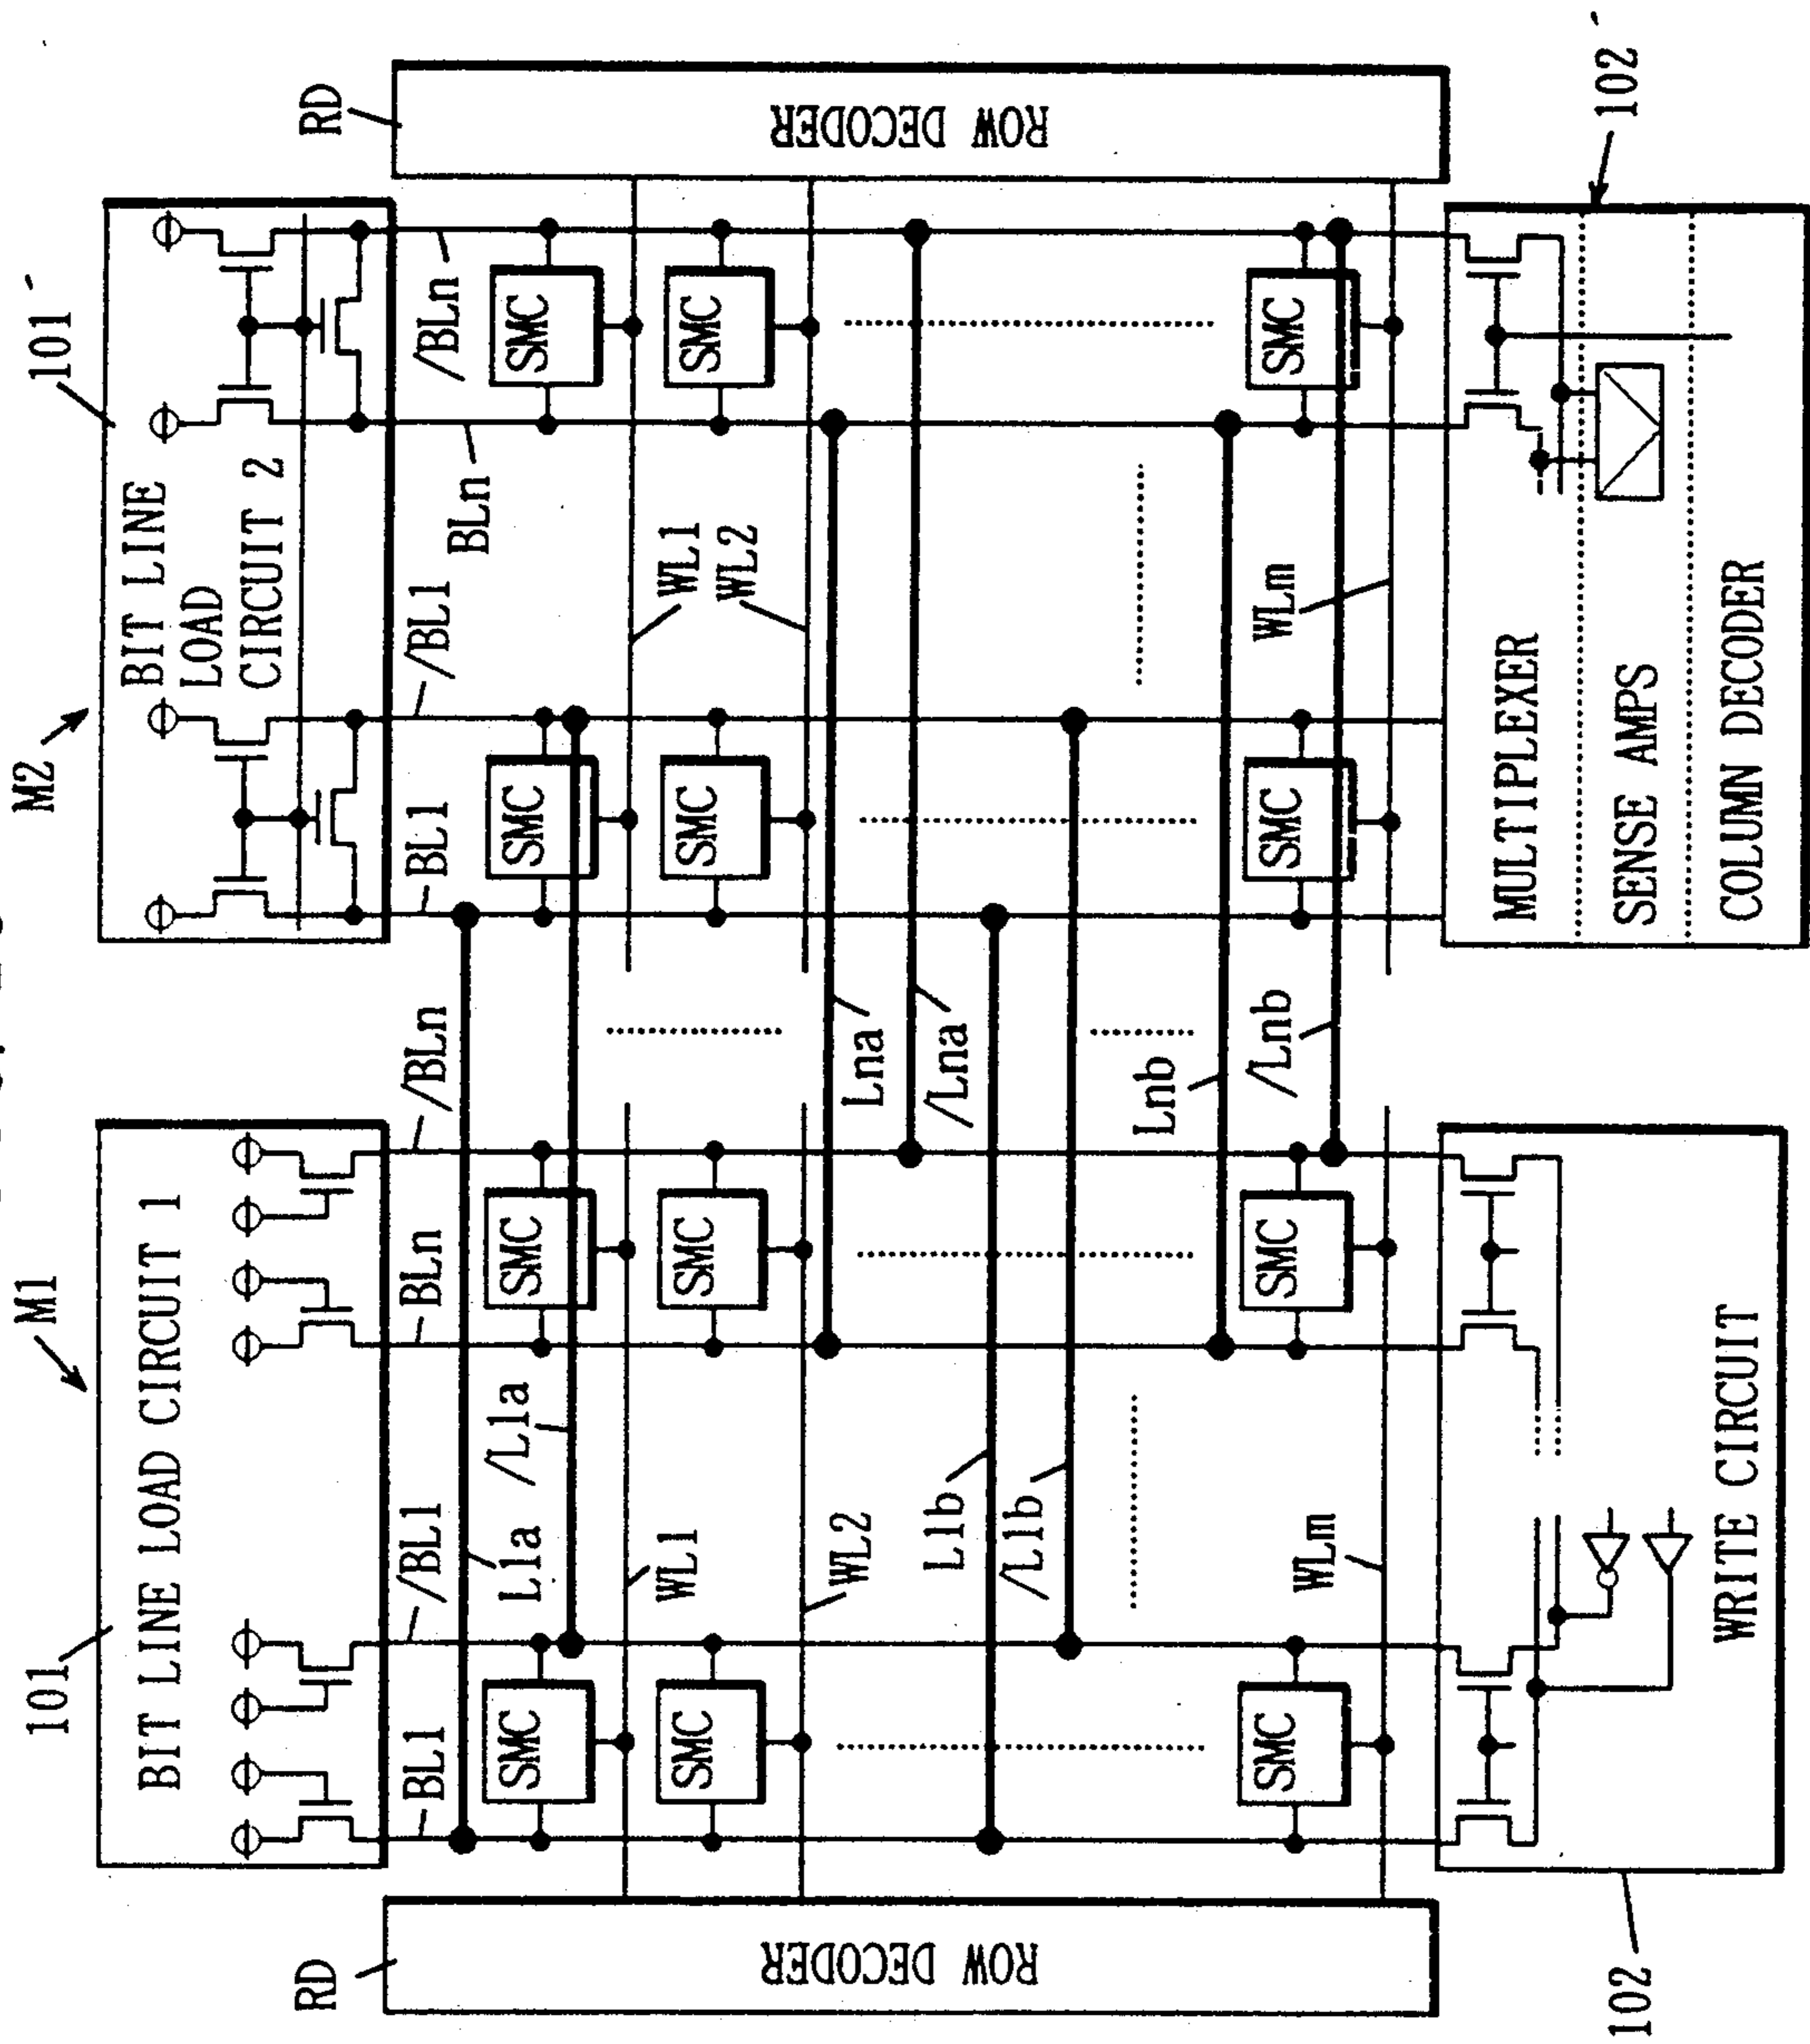 M1
M2
101
BIT LINE LOAD CIRCUIT 1
101'
BIT LINE
LOAD
CIRCUIT 2
RD
ROW DECODER
BL1
/BL1
BLn
/BLn
BL1
/BL1
BLn
/BLn
RD
ROW DECODER
L1a
/L1a
SMC
SMC
SMC
SMC
WL1
WL1
SMC
SMC
SMC
SMC
WL2
WL2
Lna
/Lna
L1b
/L1b
Lnb
/Lnb
WLm
WLm
SMC
SMC
SMC
SMC
102
WRITE CIRCUIT
MULTIPLEXER
SENSE AMPS
COLUMN DECODER
102'